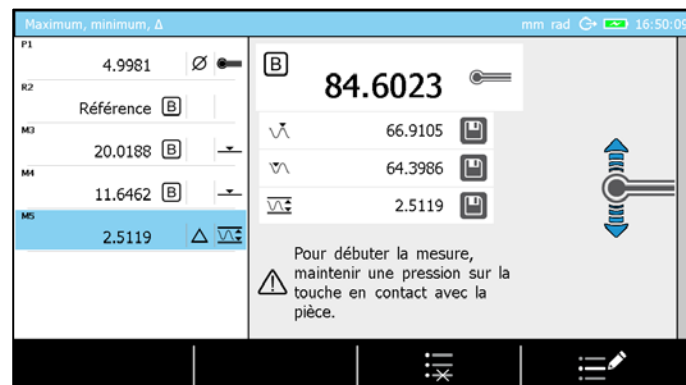 Maximum, minimum, Δ
mm rad 16:50:09
P1
4.9981 Ø
R2
Référence B
M3
20.0188 B
M4
11.6462 B
M5
2.5119 Δ
B
84.6023
66.9105
64.3986
2.5119
Pour débuter la mesure,
maintenir une pression sur la
touche en contact avec la
pièce.